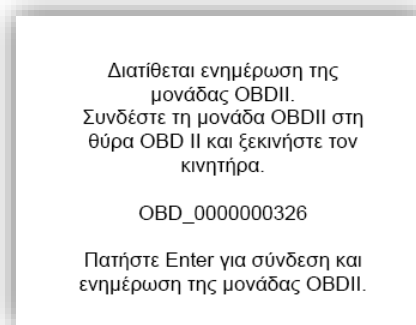 Διατίθεται ενημέρωση της
μονάδας OBDII.
Συνδέστε τη μονάδα OBDII στη
θύρα OBD II και ξεκινήστε τον
κινητήρα.
OBD_0000000326
Πατήστε Enter για σύνδεση και
ενημέρωση της μονάδας OBDII.